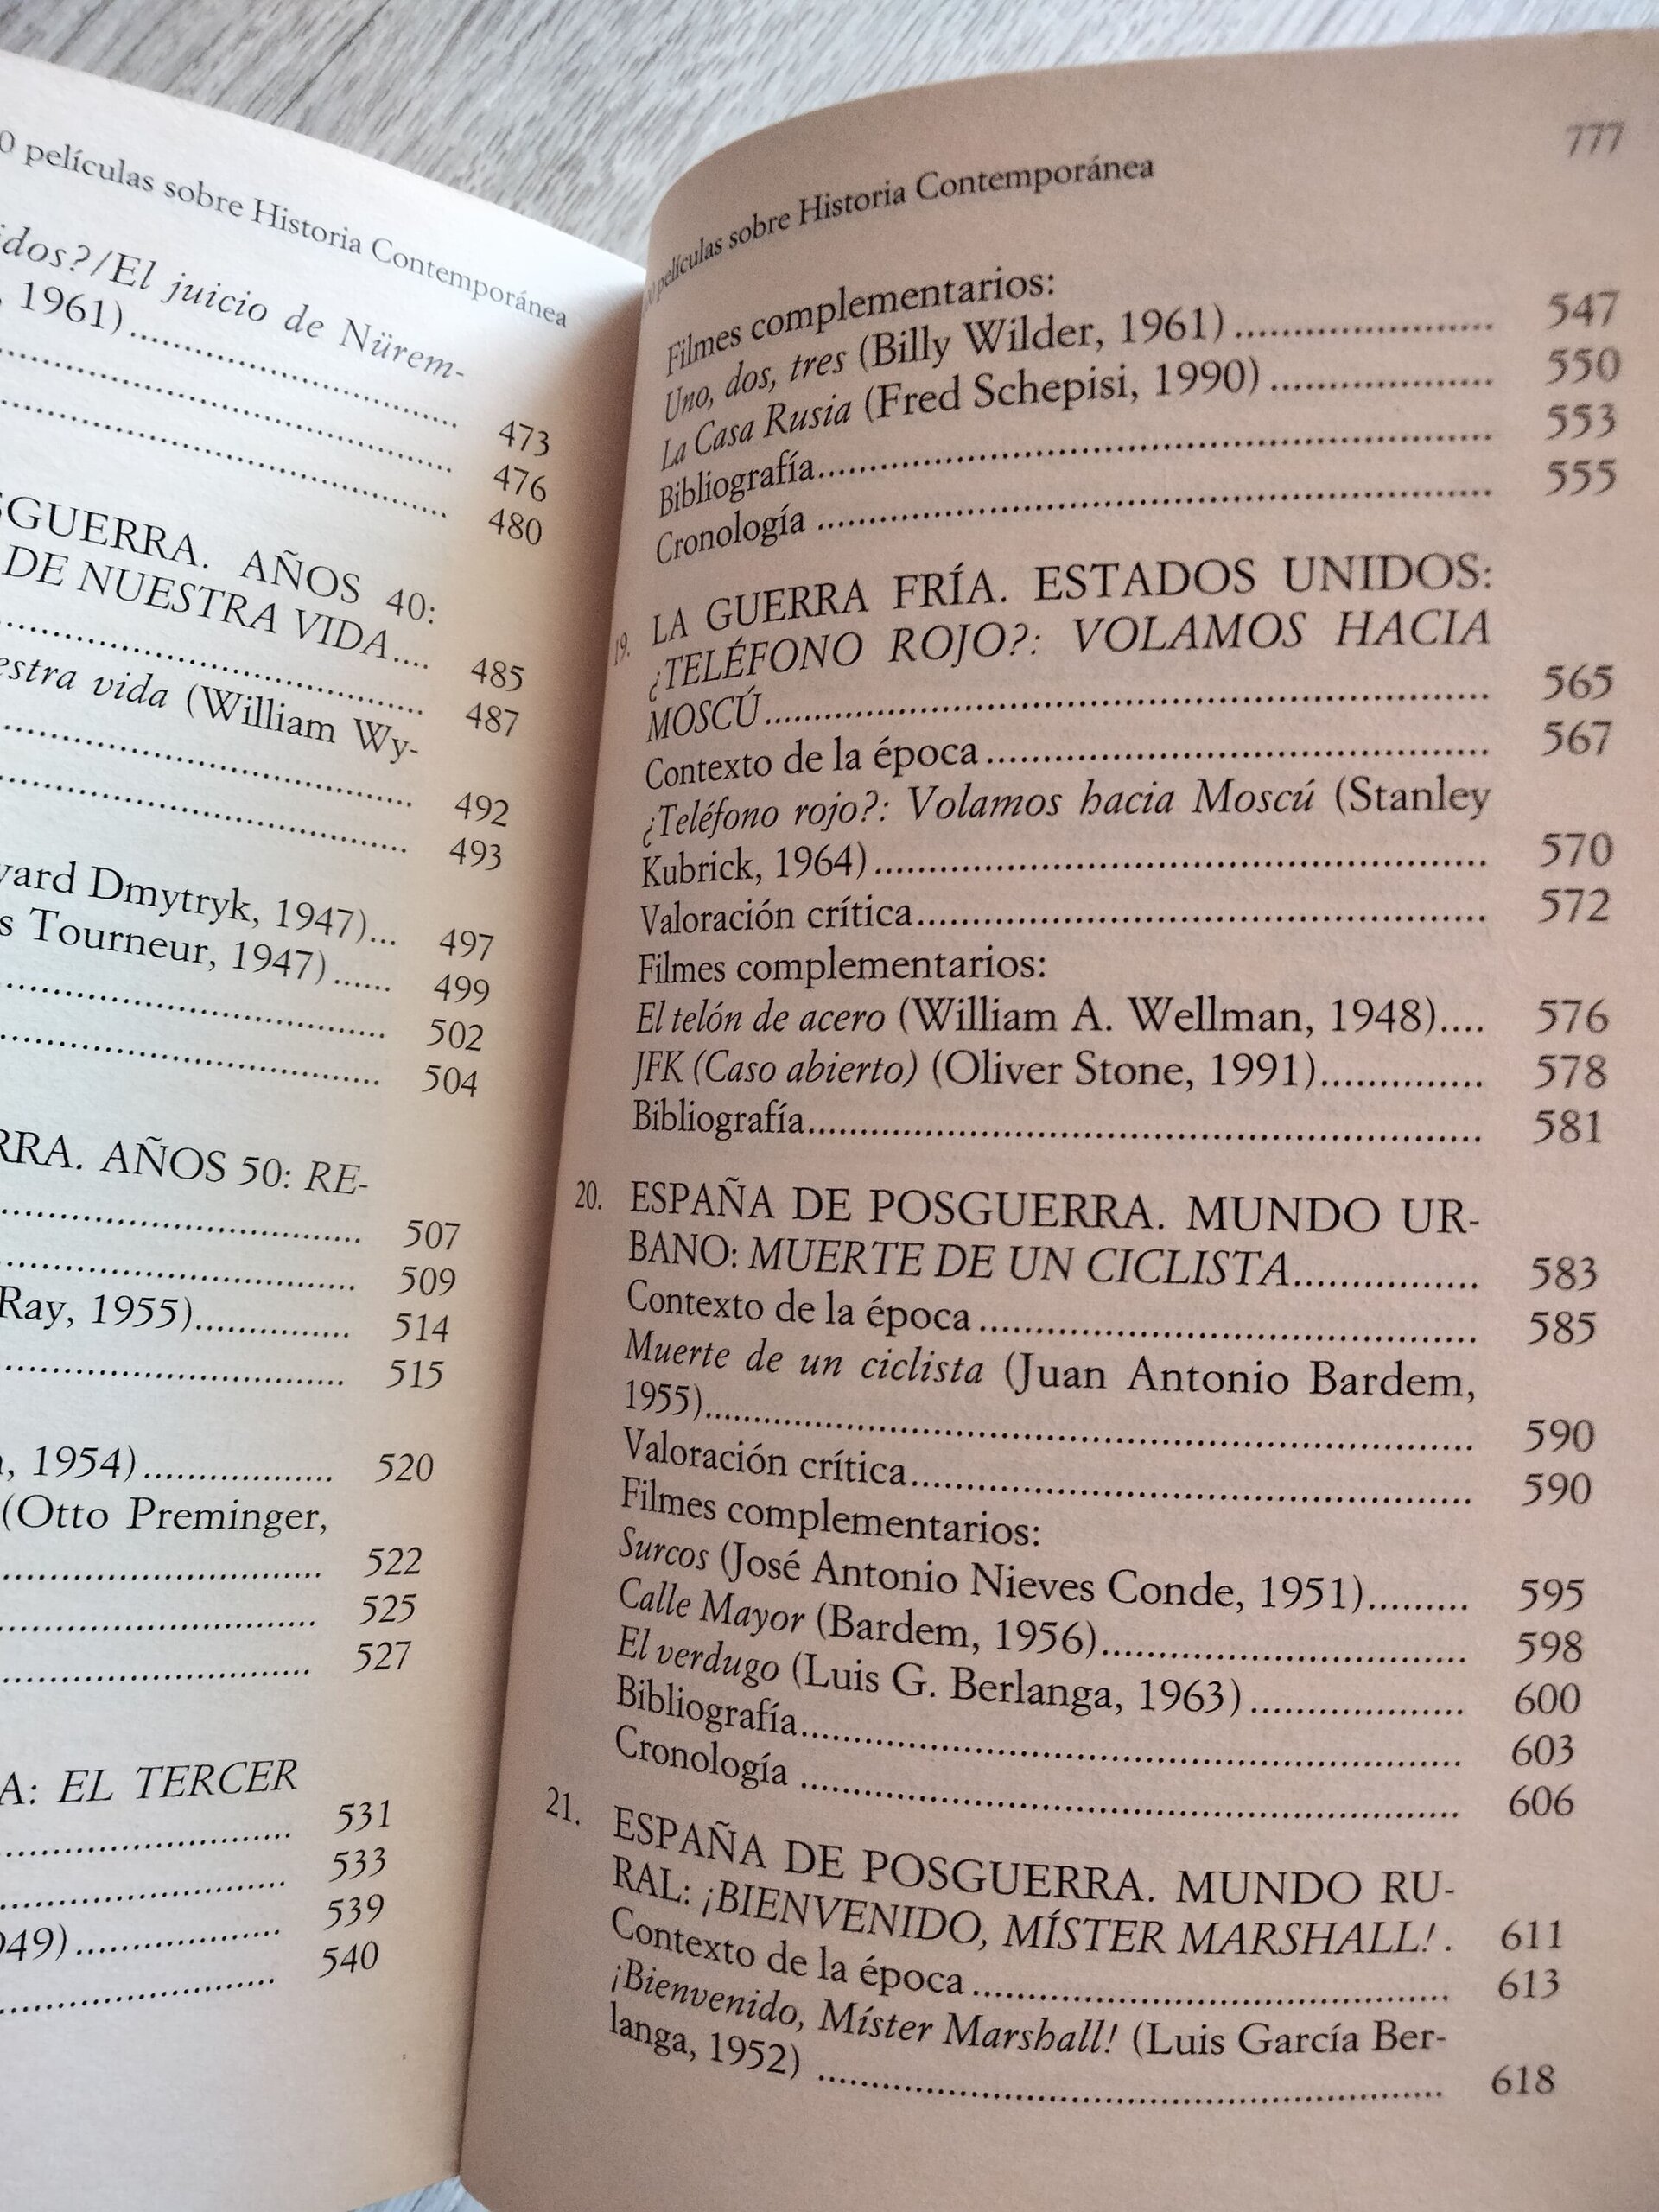 0 películas sobre Historia Contemporánea
idos?/El juicio de Nürem-
, 1961).......... 473
.......... 476
.......... 480
SGUERRA. AÑOS 40:
DE NUESTRA VIDA.... 485
.......... 487
estra vida (William Wy-
.......... 492
.......... 493
vard Dmytryk, 1947)... 497
s Tourneur, 1947)...... 499
.......... 502
.......... 504
RRA. AÑOS 50: RE-
.......... 507
.......... 509
Ray, 1955).......... 514
.......... 515
, 1954).......... 520
(Otto Preminger,
.......... 522
.......... 525
.......... 527
A: EL TERCER
.......... 531
.......... 533
949).......... 539
.......... 540
películas sobre Historia Contemporánea 777
Filmes complementarios:
Uno, dos, tres (Billy Wilder, 1961).......... 547
La Casa Rusia (Fred Schepisi, 1990).......... 550
Bibliografía.......... 553
Cronología.......... 555
19. LA GUERRA FRÍA. ESTADOS UNIDOS:
¿TELÉFONO ROJO?: VOLAMOS HACIA
MOSCÚ.......... 565
Contexto de la época.......... 567
¿Teléfono rojo?: Volamos hacia Moscú (Stanley
Kubrick, 1964).......... 570
Valoración crítica.......... 572
Filmes complementarios:
El telón de acero (William A. Wellman, 1948).... 576
JFK (Caso abierto) (Oliver Stone, 1991).......... 578
Bibliografía.......... 581
20. ESPAÑA DE POSGUERRA. MUNDO UR-
BANO: MUERTE DE UN CICLISTA.......... 583
Contexto de la época.......... 585
Muerte de un ciclista (Juan Antonio Bardem,
1955).......... 590
Valoración crítica.......... 590
Filmes complementarios:
Surcos (José Antonio Nieves Conde, 1951)......... 595
Calle Mayor (Bardem, 1956).......... 598
El verdugo (Luis G. Berlanga, 1963).......... 600
Bibliografía.......... 603
Cronología.......... 606
21. ESPAÑA DE POSGUERRA. MUNDO RU-
RAL: ¡BIENVENIDO, MÍSTER MARSHALL! . 611
Contexto de la época.......... 613
¡Bienvenido, Míster Marshall! (Luis García Ber-
langa, 1952).......... 618